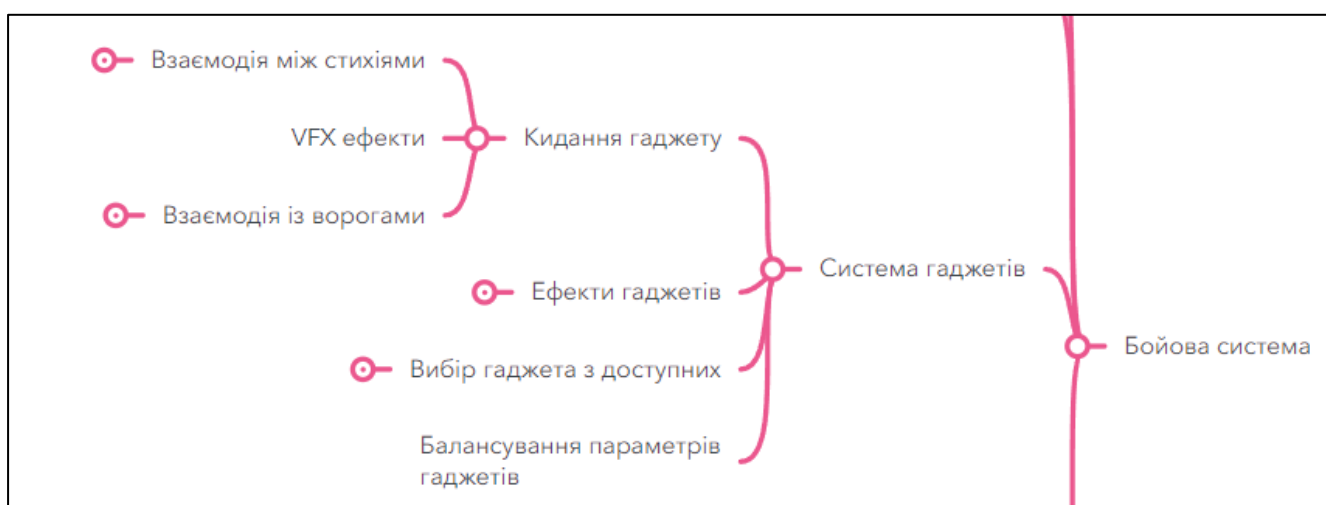 Взаємодія між стихіями
VFX ефекти
Кидання гаджету
Взаємодія із ворогами
Система гаджетів
Ефекти гаджетів
Бойова система
Вибір гаджета з доступних
Балансування параметрів
гаджетів